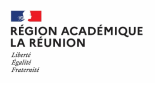 RÉGION ACADÉMIQUE
LA RÉUNION
Liberté
Égalité
Fraternité